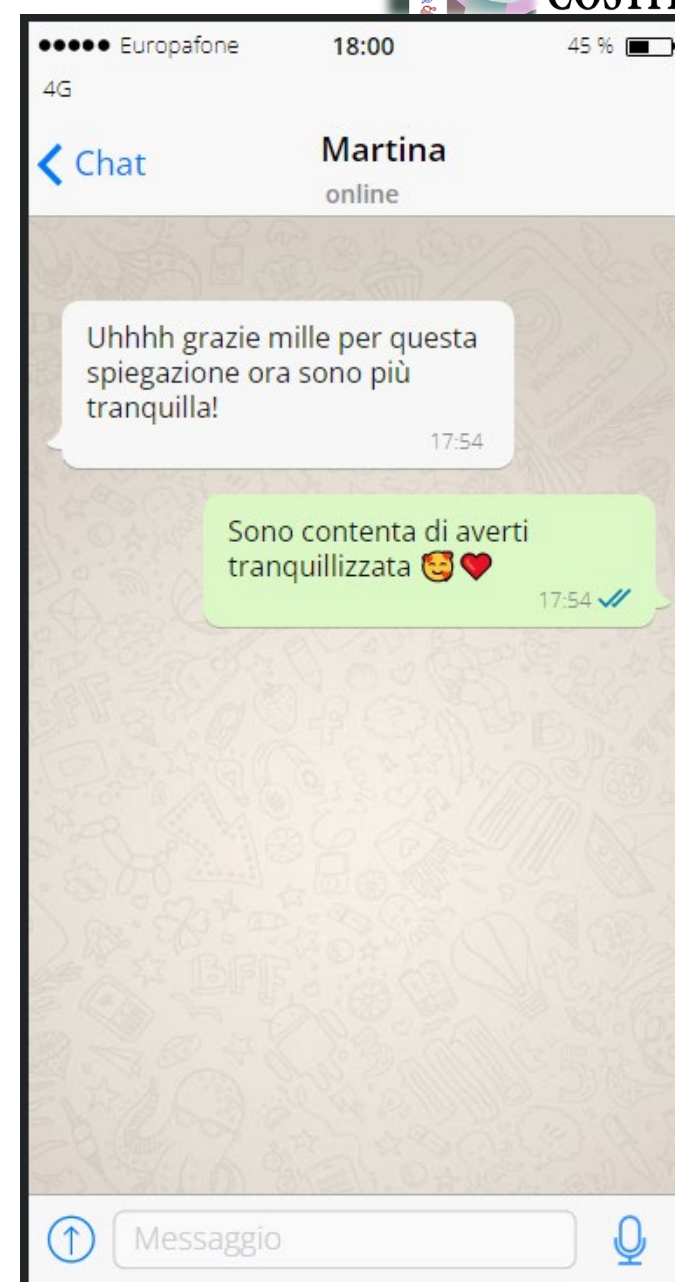 ●●●●● Europafone 18:00 45 %
4G
Chat Martina
online
Uhhhh grazie mille per questa
spiegazione ora sono più
tranquilla!
17:54
Sono contenta di averti
tranquillizzata 🥰❤️
17:54
Messaggio